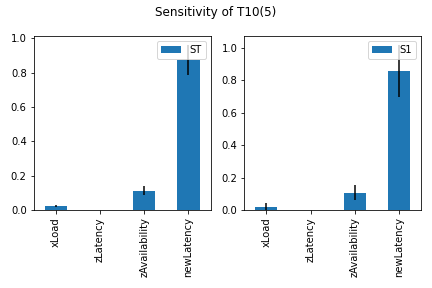 Sensitivity of T10(5)
ST
1.0
0.8
0.6
0.4
0.2
0.0
xLoad
zLatency
zAvailability
newLatency
S1
1.0
0.8
0.6
0.4
0.2
0.0
xLoad
zLatency
zAvailability
newLatency